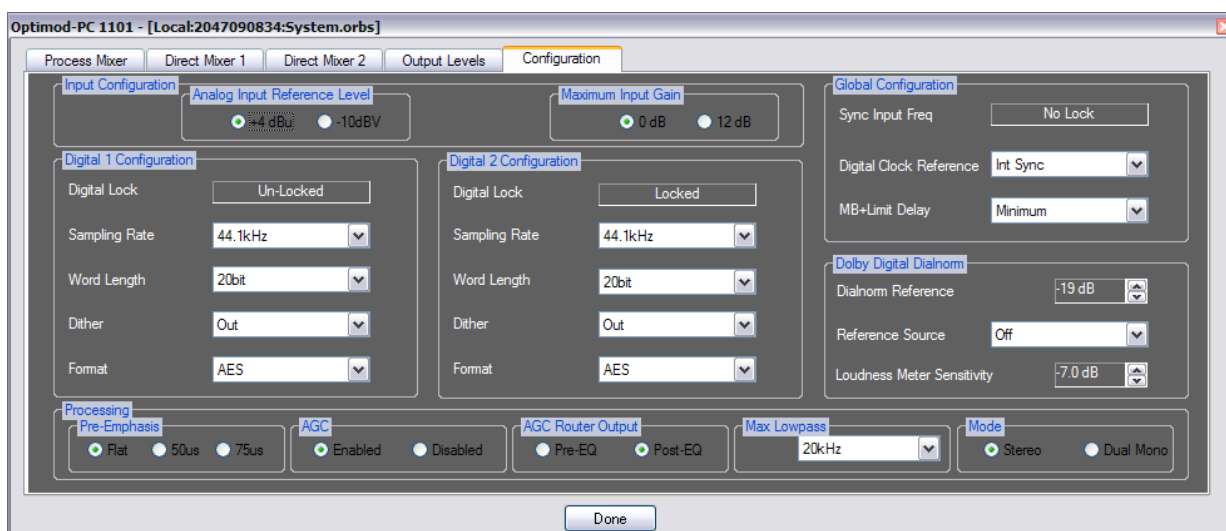 Optimod-PC 1101 - [Local:2047090834:System.orbs]
Process Mixer
Direct Mixer 1
Direct Mixer 2
Output Levels
Configuration
Input Configuration
Analog Input Reference Level
+4 dBu
-10dBV
Maximum Input Gain
0 dB
12 dB
Digital 1 Configuration
Digital Lock
Un-Locked
Sampling Rate
44.1kHz
Word Length
20bit
Dither
Out
Format
AES
Digital 2 Configuration
Digital Lock
Locked
Sampling Rate
44.1kHz
Word Length
20bit
Dither
Out
Format
AES
Global Configuration
Sync Input Freq
No Lock
Digital Clock Reference
Int Sync
MB+Limit Delay
Minimum
Dolby Digital Dialnorm
Dialnorm Reference
-19 dB
Reference Source
Off
Loudness Meter Sensitivity
-7.0 dB
Processing
Pre-Emphasis
Flat
50us
75us
AGC
Enabled
Disabled
AGC Router Output
Pre-EQ
Post-EQ
Max Lowpass
20kHz
Mode
Stereo
Dual Mono
Done